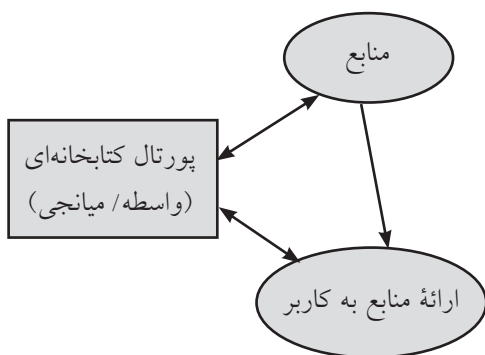 منابع
پورتال کتابخانه‌ای
(واسطه/ میانجی)
ارائهٔ منابع به کاربر